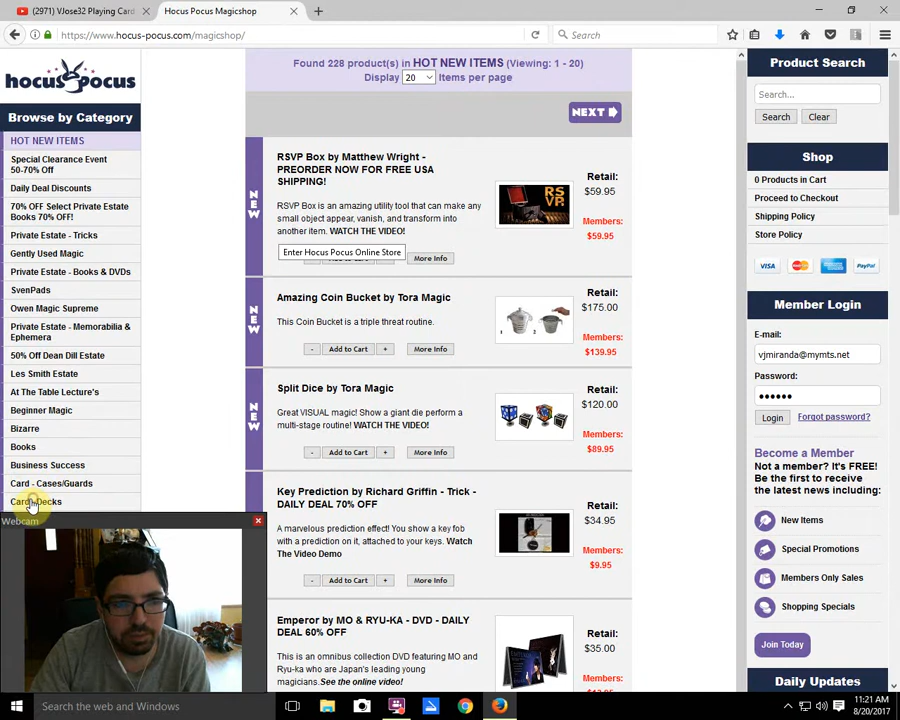 (2971) VJose32 Playing Card
Hocus Pocus Magicshop
https://www.hocus-pocus.com/magicshop/
Search
hocus pocus
Browse by Category
HOT NEW ITEMS
Special Clearance Event
50-70% Off
Daily Deal Discounts
70% OFF Select Private Estate
Books 70% OFF!
Private Estate - Tricks
Gently Used Magic
Private Estate - Books & DVDs
SvenPads
Owen Magic Supreme
Private Estate - Memorabilia &
Ephemera
50% Off Dean Dill Estate
Les Smith Estate
At The Table Lecture's
Beginner Magic
Bizarre
Books
Business Success
Card - Cases/Guards
Card - Decks
Webcam
Found 228 product(s) in HOT NEW ITEMS (Viewing: 1 - 20)
Display 20 Items per page
NEXT
NEW
RSVP Box by Matthew Wright -
PREORDER NOW FOR FREE USA
SHIPPING!
RSVP Box is an amazing utility tool that can make any
small object appear, vanish, and transform into
another item. WATCH THE VIDEO!
Enter Hocus Pocus Online Store
More Info
RSVP
Retail:
$59.95
Members:
$59.95
NEW
Amazing Coin Bucket by Tora Magic
This Coin Bucket is a triple threat routine.
- Add to Cart + More Info
Retail:
$175.00
Members:
$139.95
NEW
Split Dice by Tora Magic
Great VISUAL magic! Show a giant die perform a
multi-stage routine! WATCH THE VIDEO!
- Add to Cart + More Info
Retail:
$120.00
Members:
$89.95
Key Prediction by Richard Griffin - Trick -
DAILY DEAL 70% OFF
A marvelous prediction effect! You show a key fob
with a prediction on it, attached to your keys. Watch
The Video Demo
- Add to Cart + More Info
Retail:
$34.95
Members:
$9.95
Emperor by MO & RYU-KA - DVD - DAILY
DEAL 60% OFF
This is an omnibus collection DVD featuring MO and
Ryu-ka who are Japan's leading young
magicians.See the online video!
Retail:
$35.00
Members:
Product Search
Search...
Search Clear
Shop
0 Products in Cart
Proceed to Checkout
Shipping Policy
Store Policy
VISA MasterCard AMERICAN EXPRESS PayPal
Member Login
E-mail:
vjmiranda@mymts.net
Password:
••••••
Login Forgot password?
Become a Member
Not a member? It's FREE!
Be the first to receive
the latest news including:
New Items
Special Promotions
Members Only Sales
Shopping Specials
Join Today
Daily Updates
Search the web and Windows
11:21 AM
8/20/2017